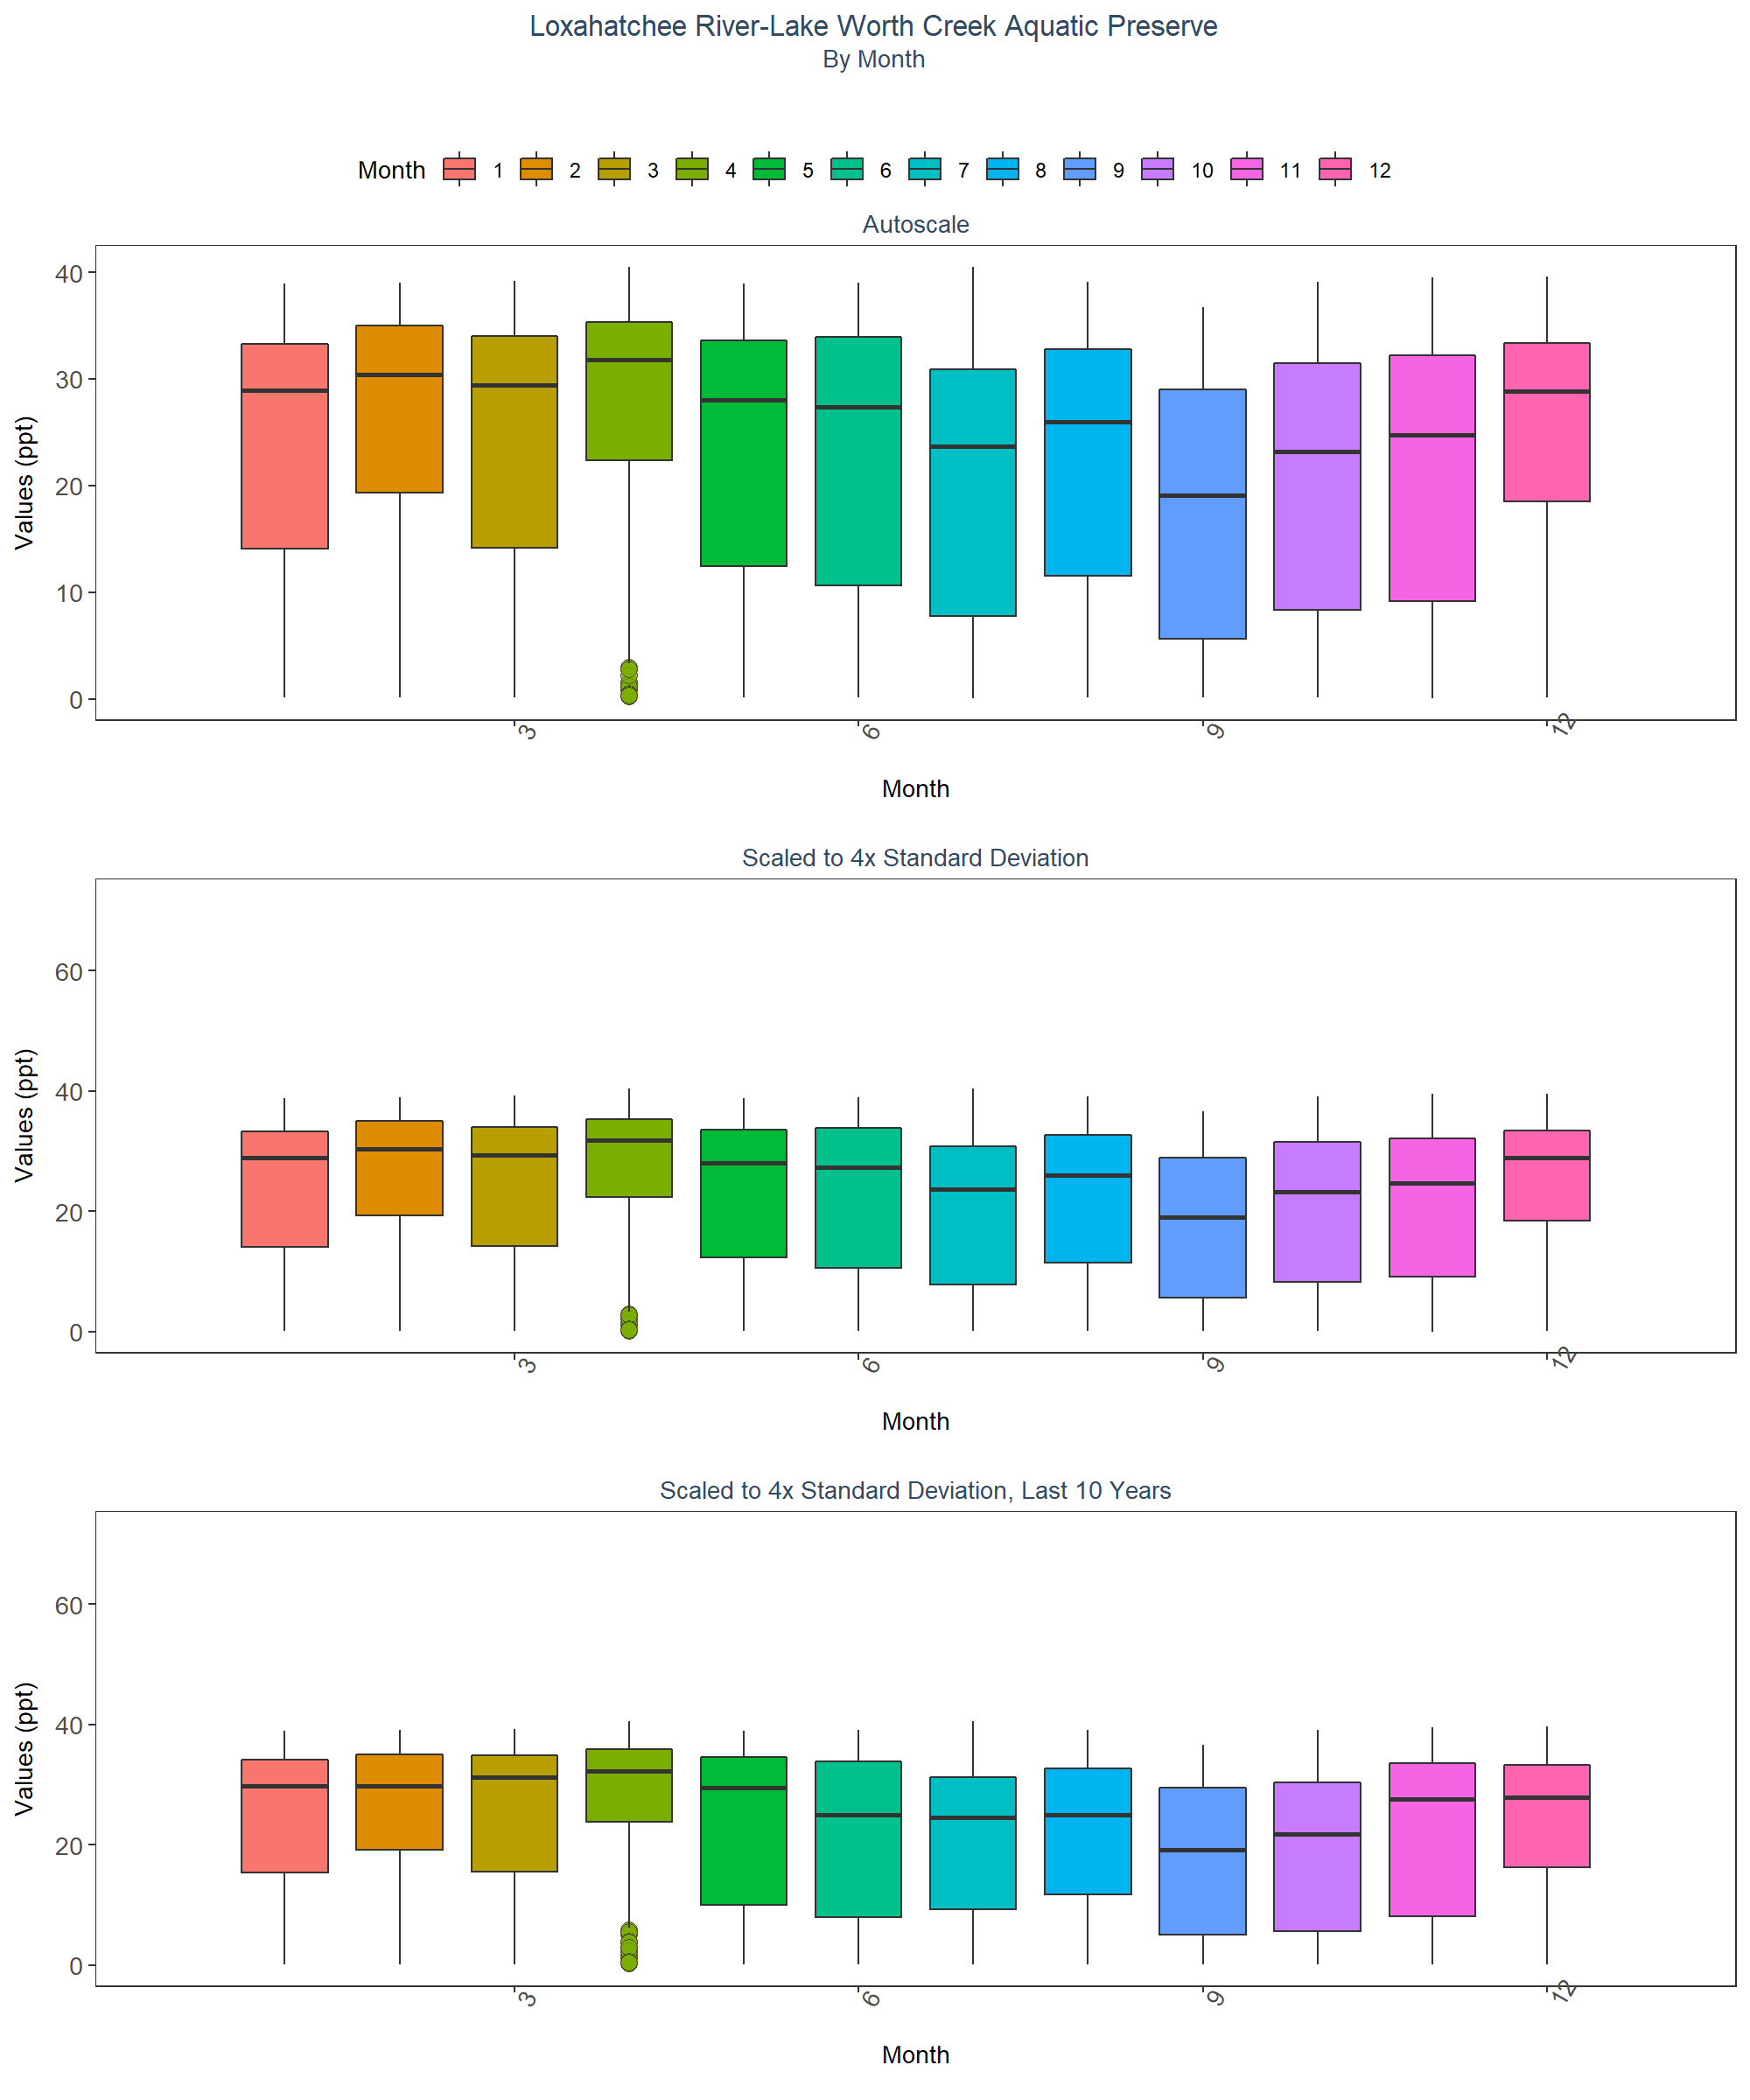 Loxahatchee River-Lake Worth Creek Aquatic Preserve
By Month
Month 1 2 3 4 5 6 7 8 9 10 11 12
Autoscale
40
30
20
10
0
Values (ppt)
3 6 9 12
Month
Scaled to 4x Standard Deviation
60
40
20
0
Values (ppt)
3 6 9 12
Month
Scaled to 4x Standard Deviation, Last 10 Years
60
40
20
0
Values (ppt)
3 6 9 12
Month